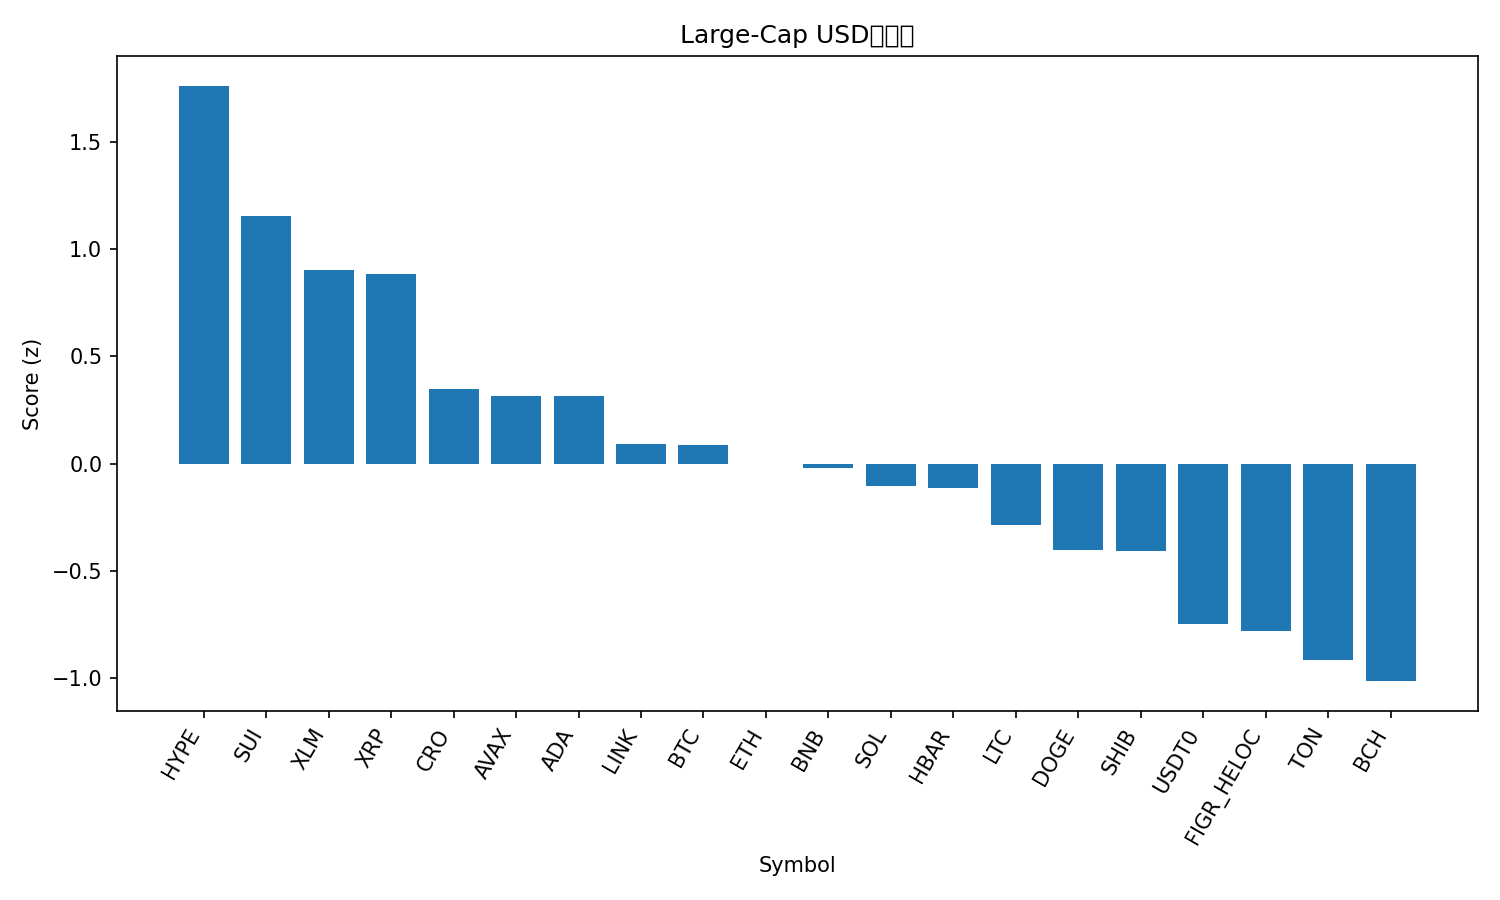 Large-Cap USD
Score (z)
1.5
1.0
0.5
0.0
−0.5
−1.0
HYPE
SUI
XLM
XRP
CRO
AVAX
ADA
LINK
BTC
ETH
BNB
SOL
HBAR
LTC
DOGE
SHIB
USDT0
FIGR_HELOC
TON
BCH
Symbol